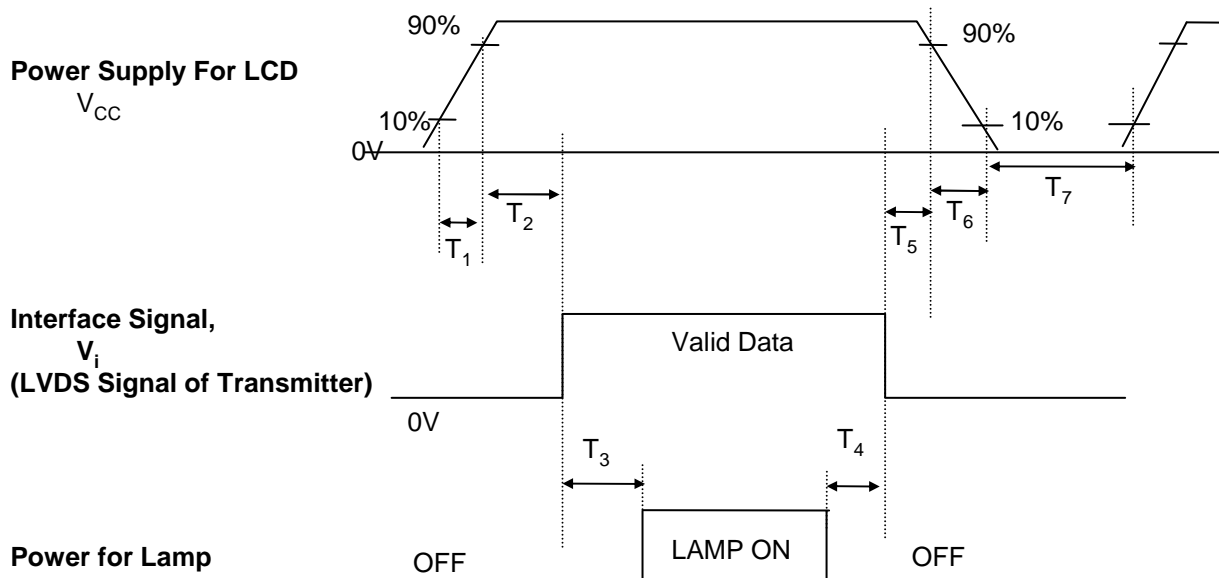 90%
90%
Power Supply For LCD
VCC
10%
10%
0V
T1
T2
T5
T6
T7
Interface Signal,
Vi
(LVDS Signal of Transmitter)
Valid Data
0V
T3
T4
Power for Lamp
OFF
LAMP ON
OFF